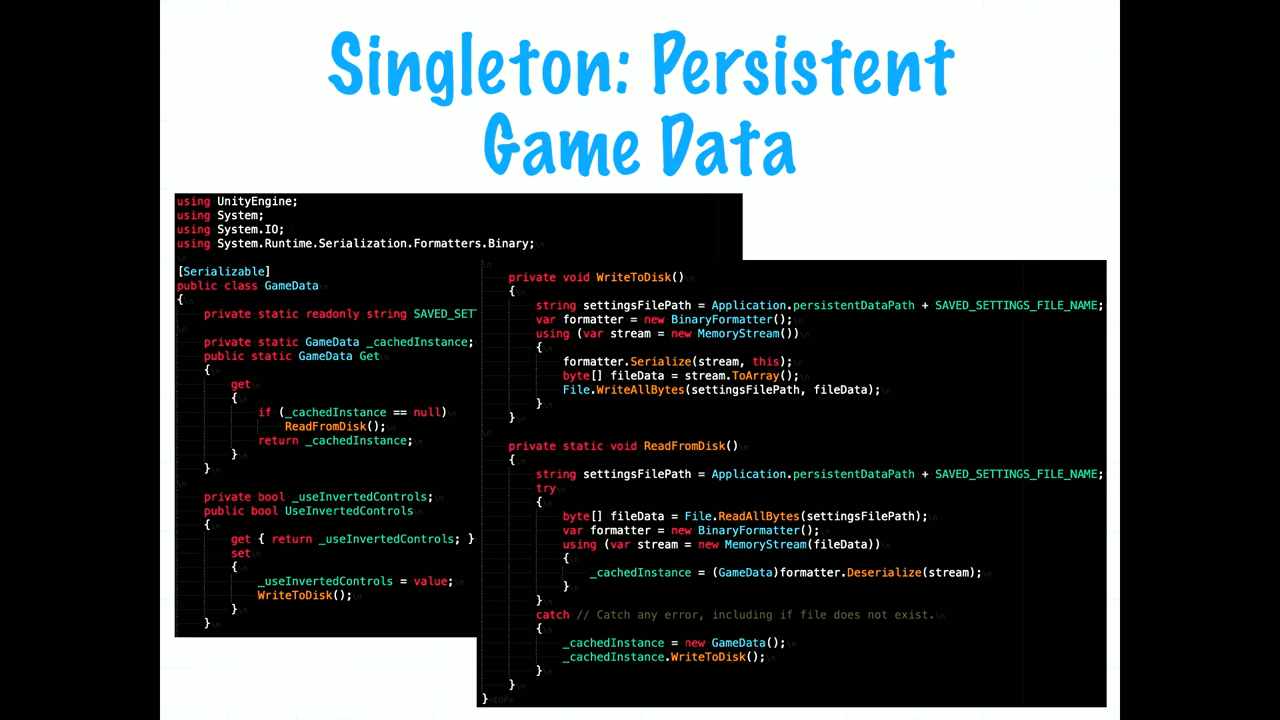 Singleton: Persistent
Game Data
using UnityEngine;
using System;
using System.IO;
using System.Runtime.Serialization.Formatters.Binary;
[Serializable]
public class GameData
{
private static readonly string SAVED_SET
private static GameData _cachedInstance;
public static GameData Get
{
get
{
if (_cachedInstance == null)
ReadFromDisk();
return _cachedInstance;
}
}
private bool _useInvertedControls;
public bool UseInvertedControls
{
get { return _useInvertedControls; }
set
{
_useInvertedControls = value;
WriteToDisk();
}
}
private void WriteToDisk()
{
string settingsFilePath = Application.persistentDataPath + SAVED_SETTINGS_FILE_NAME;
var formatter = new BinaryFormatter();
using (var stream = new MemoryStream())
{
formatter.Serialize(stream, this);
byte[] fileData = stream.ToArray();
File.WriteAllBytes(settingsFilePath, fileData);
}
}
private static void ReadFromDisk()
{
string settingsFilePath = Application.persistentDataPath + SAVED_SETTINGS_FILE_NAME;
try
{
byte[] fileData = File.ReadAllBytes(settingsFilePath);
var formatter = new BinaryFormatter();
using (var stream = new MemoryStream(fileData))
{
_cachedInstance = (GameData)formatter.Deserialize(stream);
}
}
catch // Catch any error, including if file does not exist.
{
_cachedInstance = new GameData();
_cachedInstance.WriteToDisk();
}
}
}<EOF>